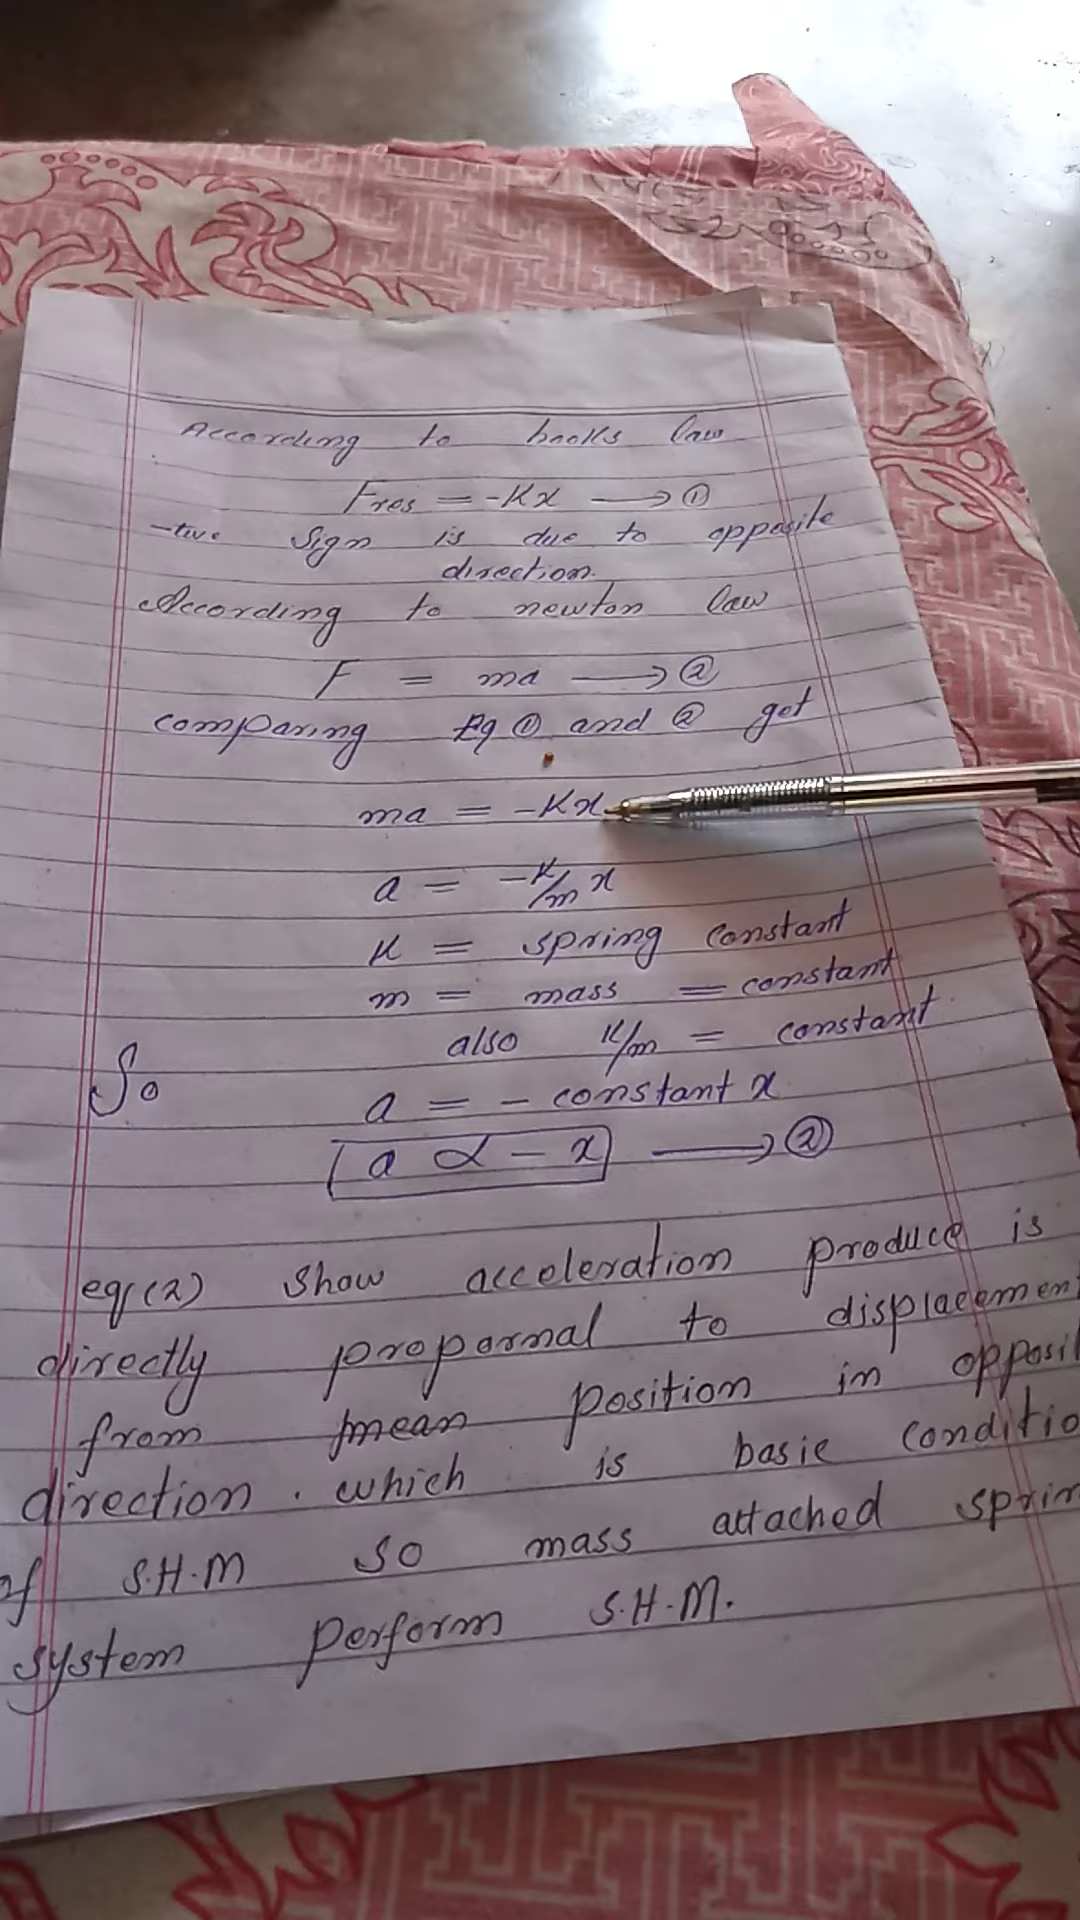 According to hooks law
Fres = -Kx ⟶ ①
-tive Sign is due to opposite
direction.
According to newton law
F = ma ⟶ ②
comparing Eq ① and ② get
ma = -Kx
a = -K/m x
K = spring constant
m = mass = constant
also K/m = constant
So
a = - constant x
a ∝ - x ⟶ ②
eq(2) Show acceleration produce is
directly propornal to displacemen
from mean position in opposi
direction. which is basic conditio
of S.H.M so mass attached sprin
system perform S.H.M.